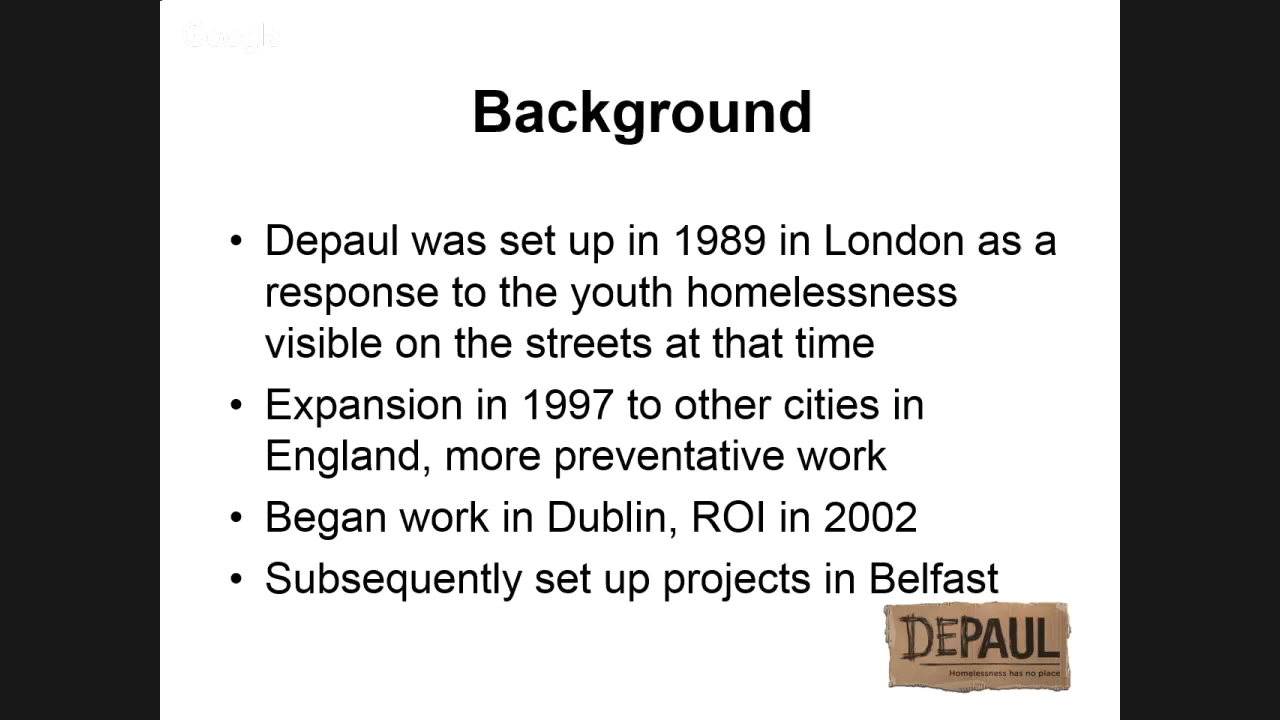 Google
Background
• Depaul was set up in 1989 in London as a
response to the youth homelessness
visible on the streets at that time
• Expansion in 1997 to other cities in
England, more preventative work
• Began work in Dublin, ROI in 2002
• Subsequently set up projects in Belfast
DEPAUL
Homelessness has no place